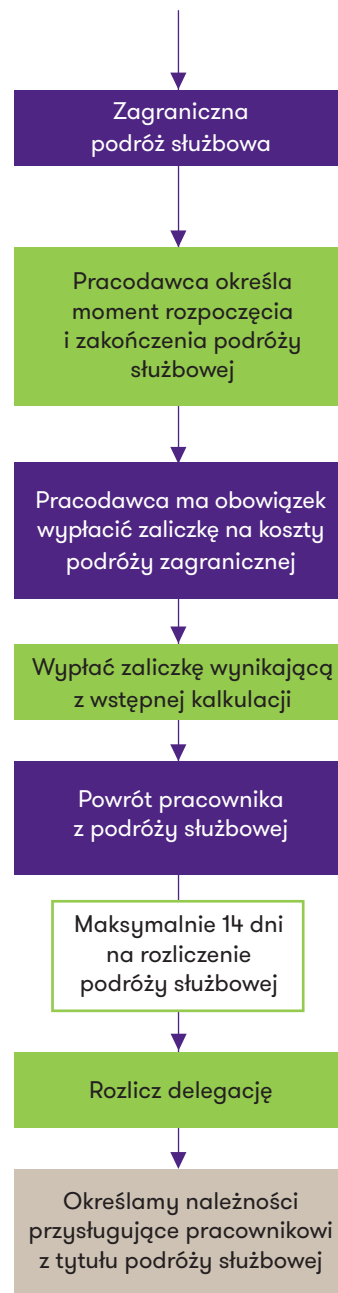 Zagraniczna
podróż służbowa
Pracodawca określa
moment rozpoczęcia
i zakończenia podróży
służbowej
Pracodawca ma obowiązek
wypłacić zaliczkę na koszty
podróży zagranicznej
Wypłać zaliczkę wynikającą
z wstępnej kalkulacji
Powrót pracownika
z podróży służbowej
Maksymalnie 14 dni
na rozliczenie
podróży służbowej
Rozlicz delegację
Określamy należności
przysługujące pracownikowi
z tytułu podróży służbowej